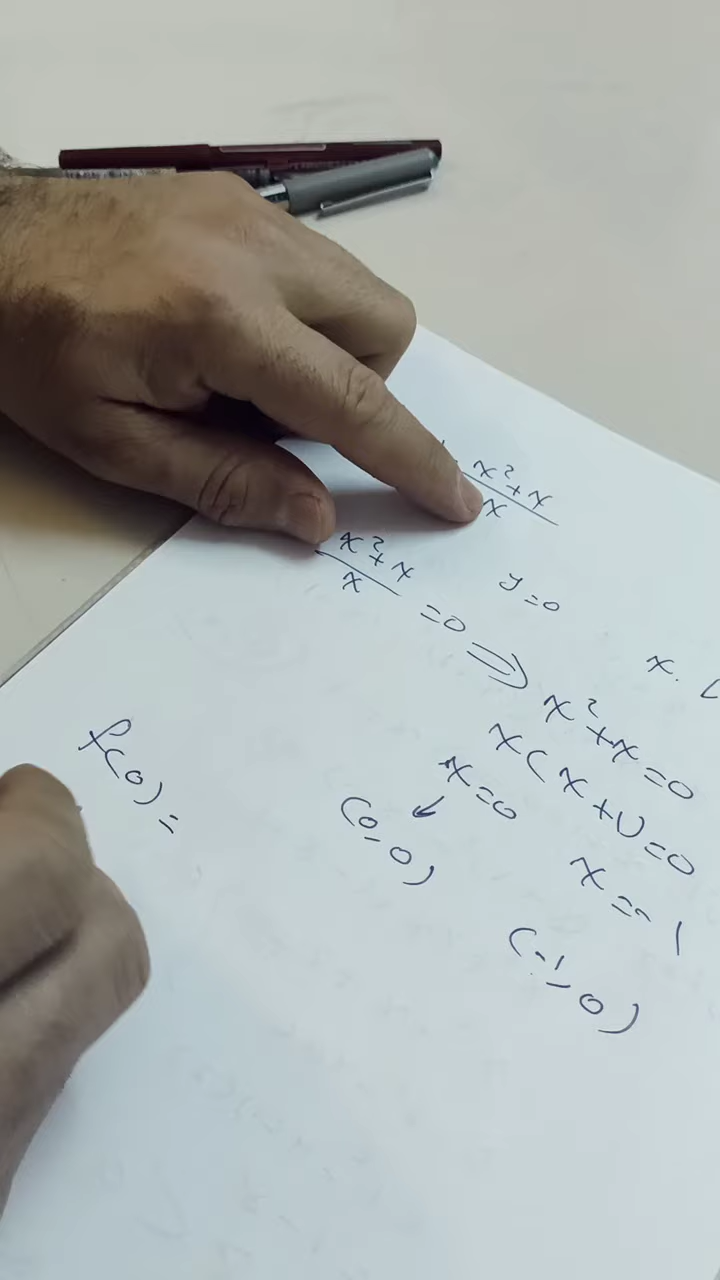 x²+x
x
x²+x
x
=0 ⟹ x²+x=0
y=0
x.
x(x+1)=0
x=0
x=-1
(0,0)
(-1,0)
f(0)=